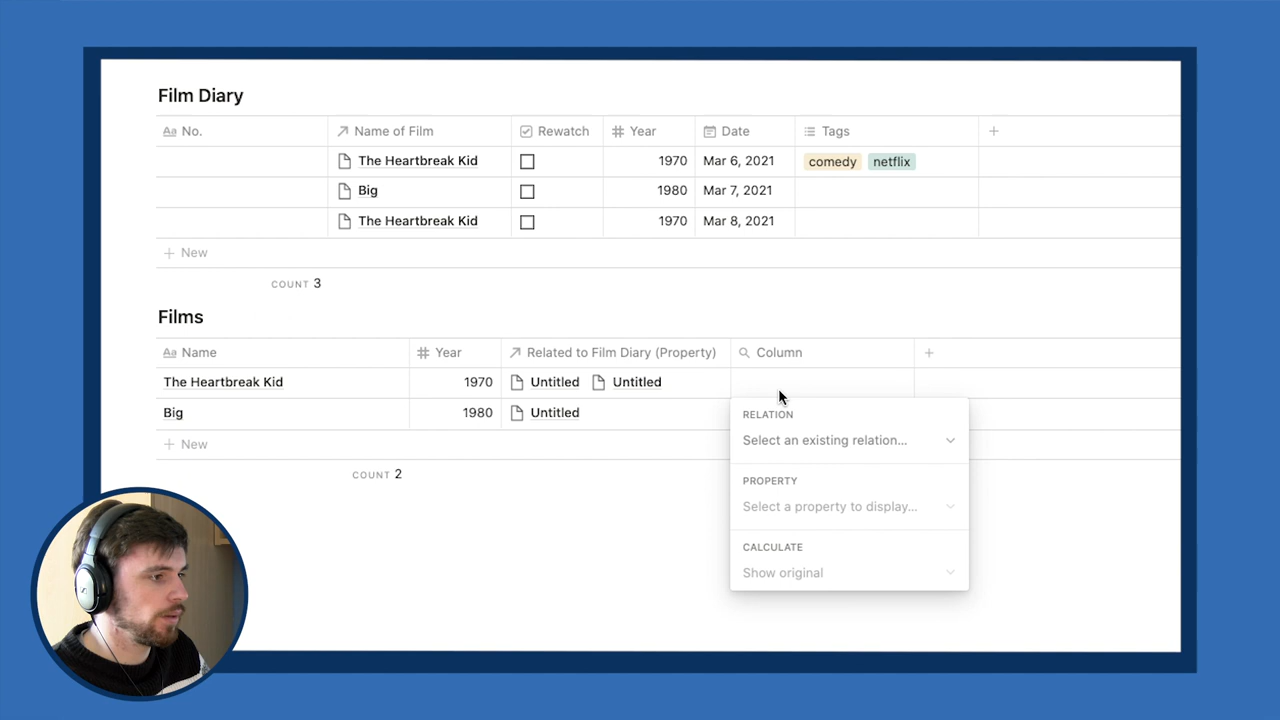 Film Diary
Aa No. Name of Film Rewatch # Year Date Tags +
The Heartbreak Kid 1970 Mar 6, 2021 comedy netflix
Big 1980 Mar 7, 2021
The Heartbreak Kid 1970 Mar 8, 2021
+ New
COUNT 3
Films
Aa Name # Year Related to Film Diary (Property) Column +
The Heartbreak Kid 1970 Untitled Untitled
Big 1980 Untitled
+ New
COUNT 2
RELATION
Select an existing relation...
PROPERTY
Select a property to display...
CALCULATE
Show original